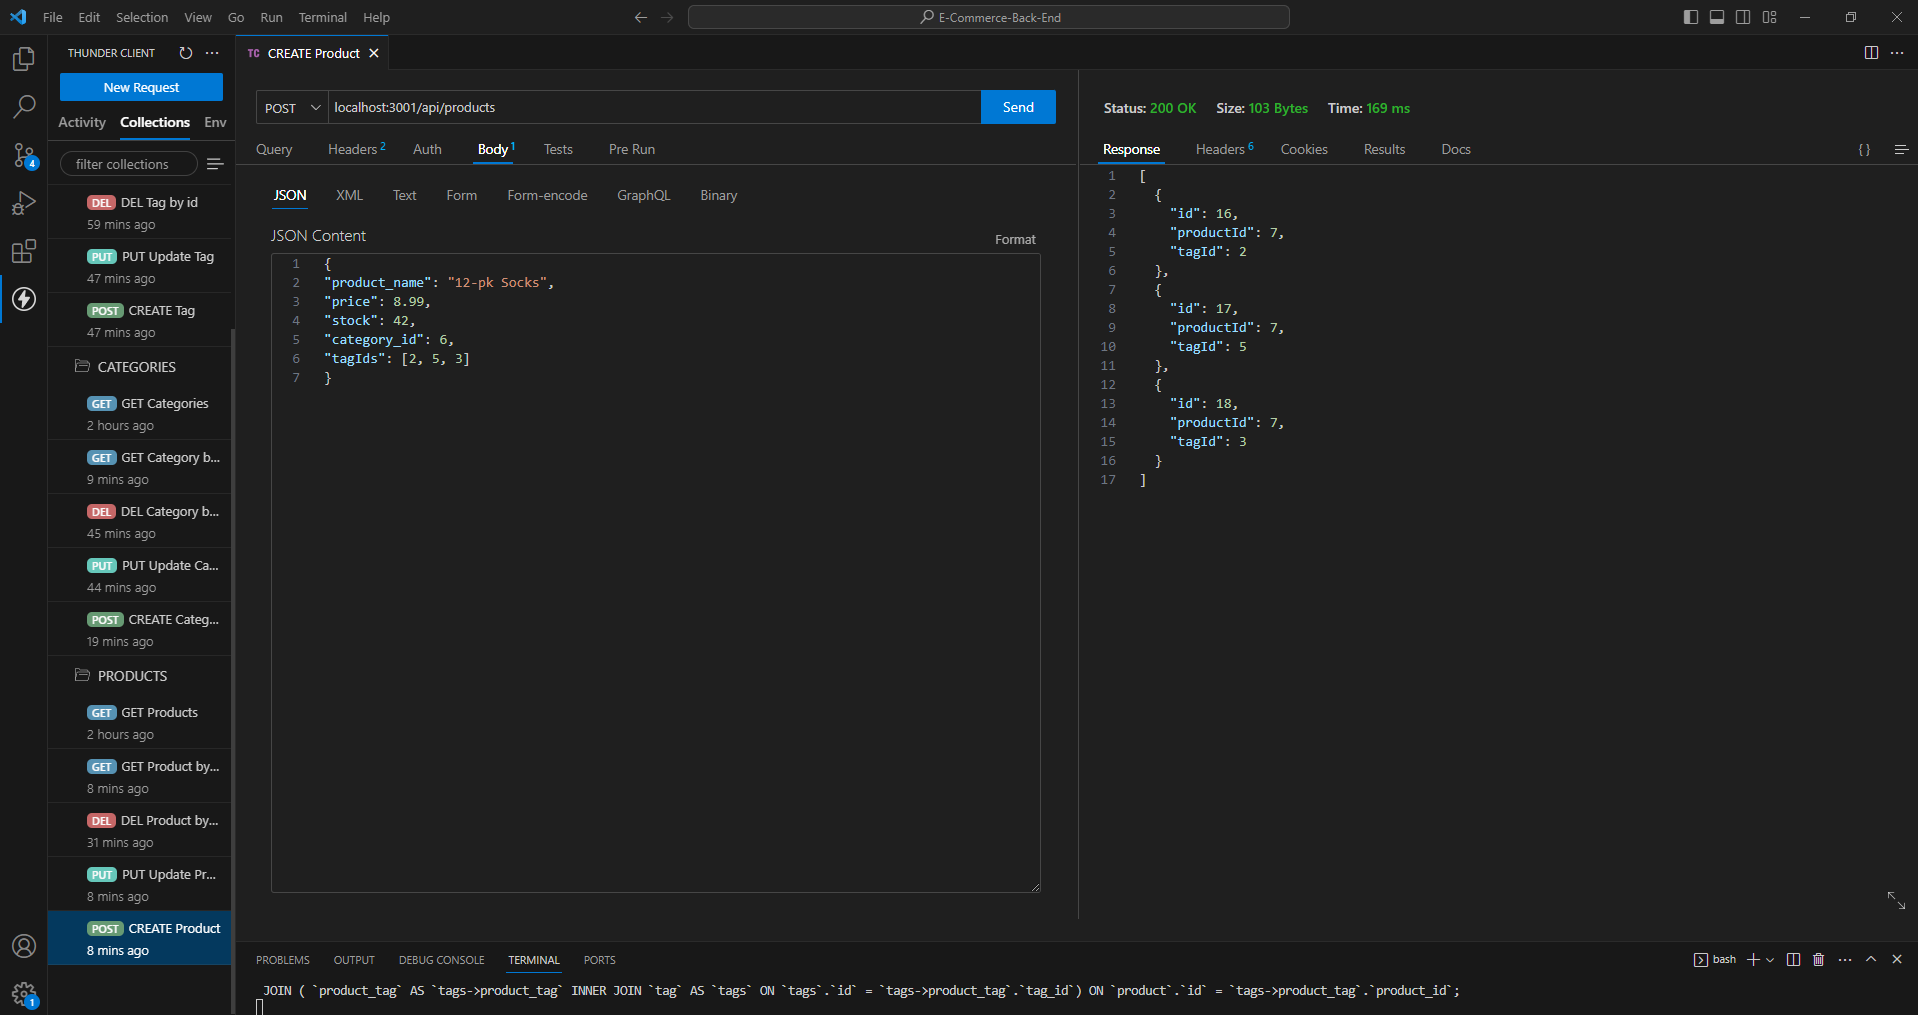 File Edit Selection View Go Run Terminal Help
E-Commerce-Back-End
THUNDER CLIENT
New Request
Activity Collections Env
filter collections
DEL DEL Tag by id
59 mins ago
PUT PUT Update Tag
47 mins ago
POST CREATE Tag
47 mins ago
CATEGORIES
GET GET Categories
2 hours ago
GET GET Category b...
9 mins ago
DEL DEL Category b...
45 mins ago
PUT PUT Update Ca...
44 mins ago
POST CREATE Categ...
19 mins ago
PRODUCTS
GET GET Products
2 hours ago
GET GET Product by...
8 mins ago
DEL DEL Product by...
31 mins ago
PUT PUT Update Pr...
8 mins ago
POST CREATE Product
8 mins ago
4
1
TC CREATE Product
POST localhost:3001/api/products Send
Query Headers 2 Auth Body 1 Tests Pre Run
JSON XML Text Form Form-encode GraphQL Binary
JSON Content
Format
1 {
2 "product_name": "12-pk Socks",
3 "price": 8.99,
4 "stock": 42,
5 "category_id": 6,
6 "tagIds": [2, 5, 3]
7 }
Status: 200 OK Size: 103 Bytes Time: 169 ms
Response Headers 6 Cookies Results Docs {}
1 [
2 {
3 "id": 16,
4 "productId": 7,
5 "tagId": 2
6 },
7 {
8 "id": 17,
9 "productId": 7,
10 "tagId": 5
11 },
12 {
13 "id": 18,
14 "productId": 7,
15 "tagId": 3
16 }
17 ]
PROBLEMS OUTPUT DEBUG CONSOLE TERMINAL PORTS
bash
JOIN ( `product_tag` AS `tags->product_tag` INNER JOIN `tag` AS `tags` ON `tags`.`id` = `tags->product_tag`.`tag_id`) ON `product`.`id` = `tags->product_tag`.`product_id`;